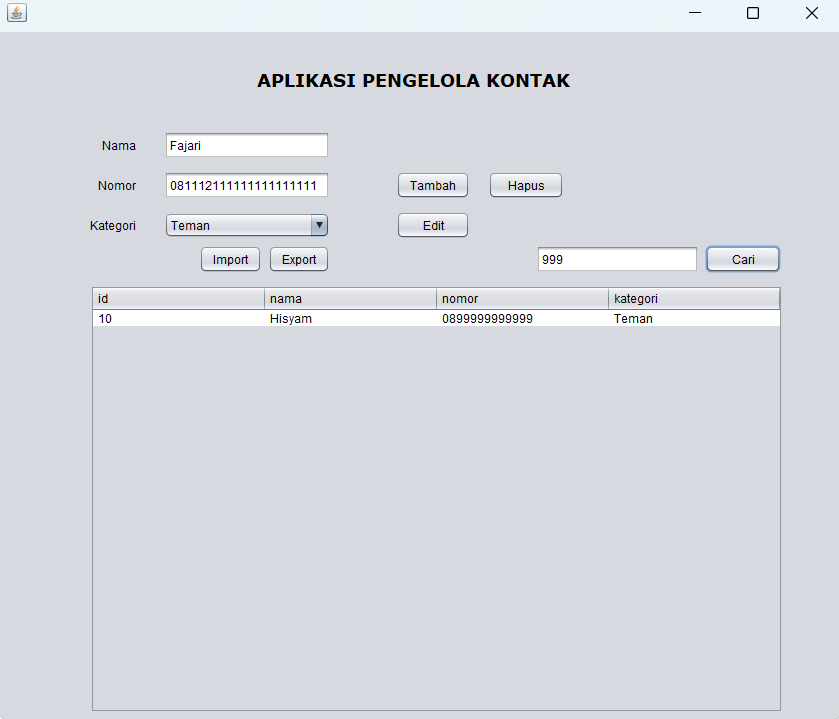 APLIKASI PENGELOLA KONTAK
Nama Fajari
Nomor 081112111111111111111 Tambah Hapus
Kategori Teman Edit
Import Export 999 Cari
id nama nomor kategori
10 Hisyam 0899999999999 Teman